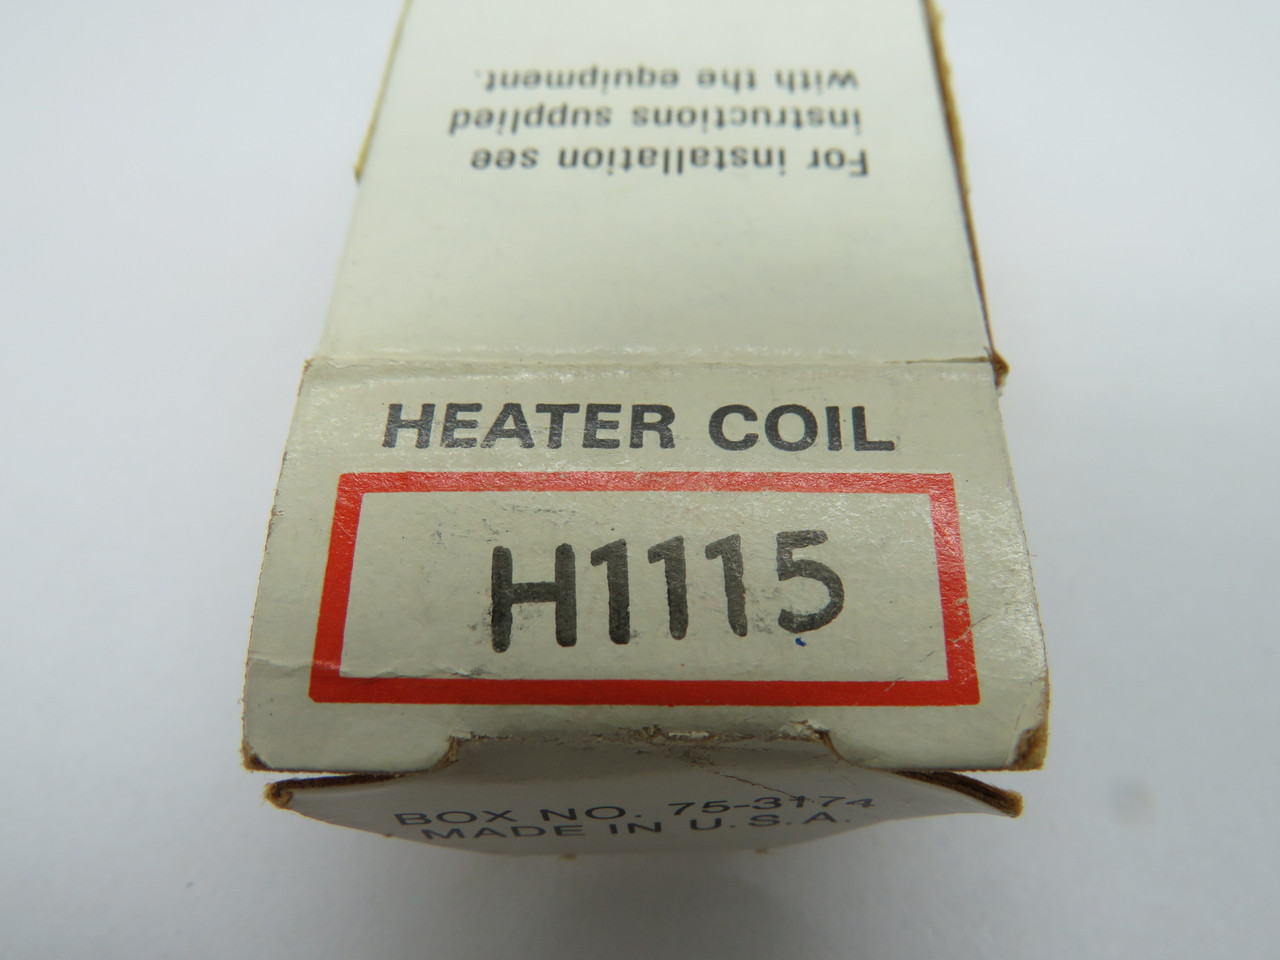 For installation see
instructions supplied
with the equipment.
HEATER COIL
H1115
BOX NO. 75-3174
MADE IN U.S.A.